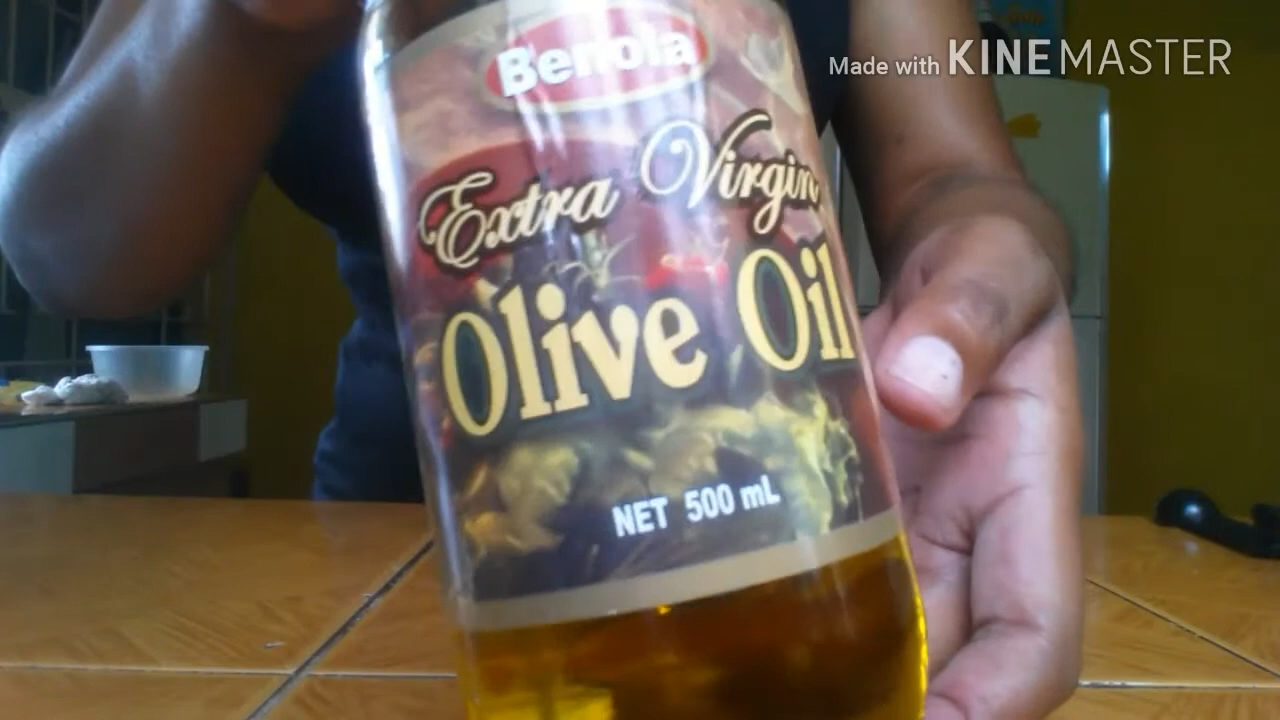 Benola
Made with KINEMASTER
Extra Virgin
Olive Oil
NET 500 mL